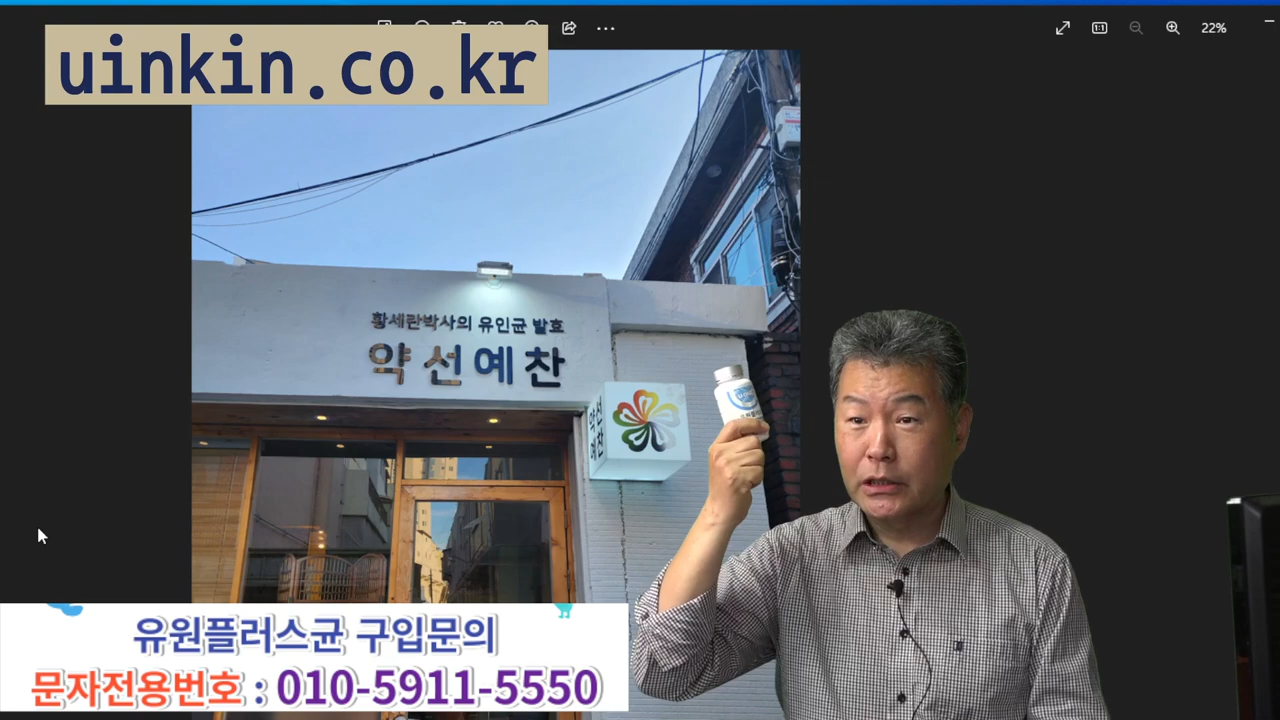 uinkin.co.kr
1:1
22%
황세란박사의 유인균 발효
약선예찬
약선
예찬
유원플러스균 구입문의
문자전용번호 : 010-5911-5550